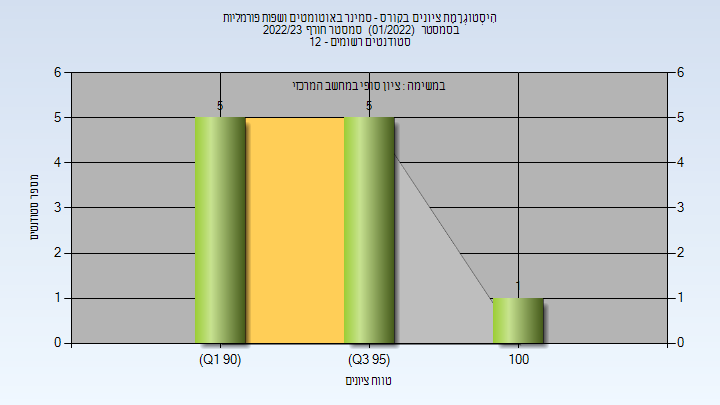 הִיסְטוגְרָמַת ציונים בקורס - סמינר באוטומטים ושפות פורמליות
בסמסטר (01/2022) סמסטר חורף 2022/23
סטודנטים רשומים - 12
במשימה : ציון סופי במחשב המרכזי
מספר סטודנטים
6
5
4
3
2
1
0
6
5
4
3
2
1
0
5
5
1
(Q1 90)
(Q3 95)
100
טווח ציונים